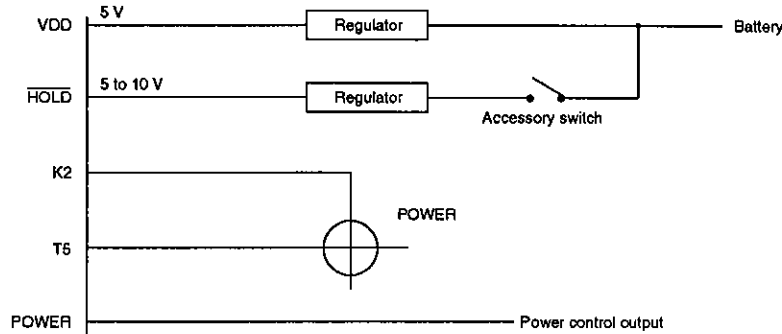 VDD 5 V Regulator Battery
HOLD 5 to 10 V Regulator
Accessory switch
K2
POWER
T5
POWER Power control output